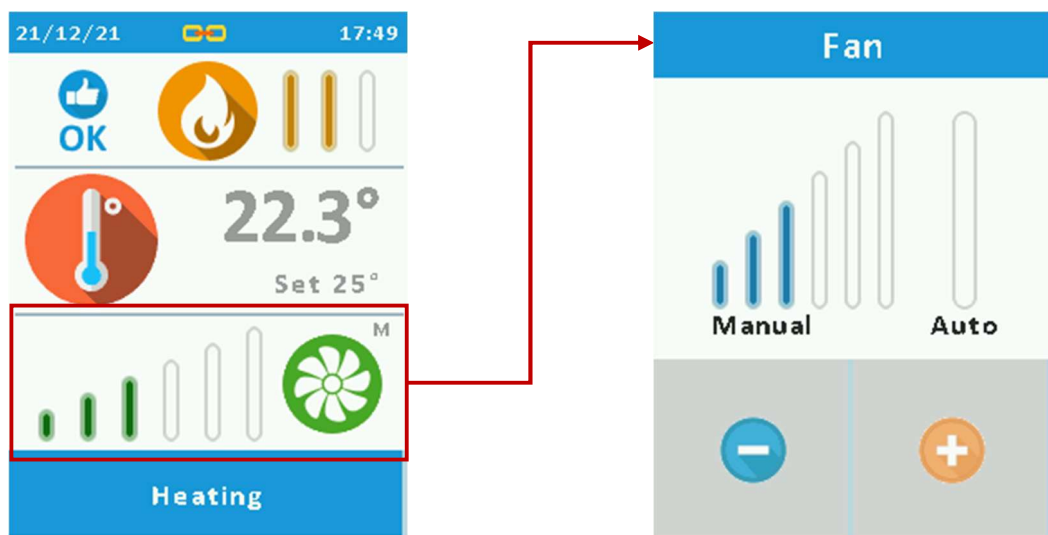 21/12/21 17:49
OK
22.3°
Set 25°
M
Heating
Fan
Manual Auto